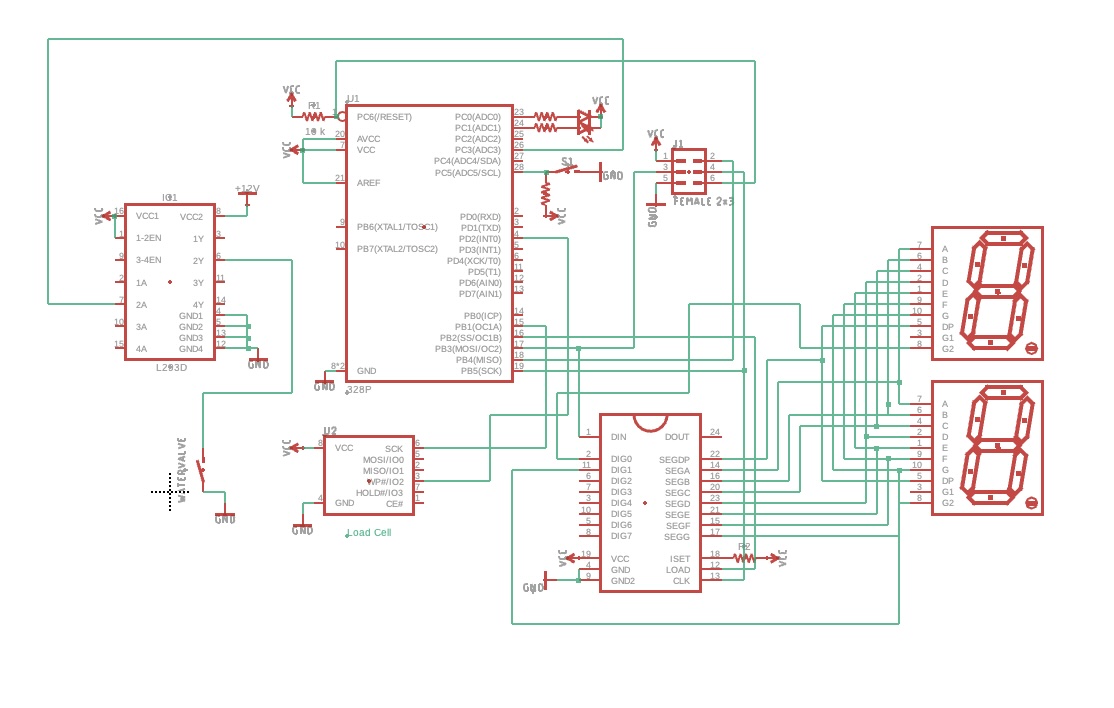 VCC
R1
10 k
U1
1
PC6(/RESET)
20
AVCC
7
VCC
VCC
21
AREF
9
PB6(XTAL1/TOSC1)
10
PB7(XTAL2/TOSC2)
8*2
GND
GND
328P
PC0(ADC0)
23
PC1(ADC1)
24
PC2(ADC2)
25
PC3(ADC3)
26
PC4(ADC4/SDA)
27
PC5(ADC5/SCL)
28
PD0(RXD)
2
PD1(TXD)
3
PD2(INT0)
4
PD3(INT1)
5
PD4(XCK/T0)
6
PD5(T1)
11
PD6(AIN0)
12
PD7(AIN1)
13
PB0(ICP)
14
PB1(OC1A)
15
PB2(SS/OC1B)
16
PB3(MOSI/OC2)
17
PB4(MISO)
18
PB5(SCK)
19
VCC
S1
GND
VCC
VCC
J1
1
2
3
4
5
6
FEMALE 2x3
GND
+12V
VCC
16
VCC1
VCC2
8
1
1-2EN
1Y
3
9
3-4EN
2Y
6
2
1A
3Y
11
7
2A
4Y
14
GND1
4
10
3A
GND2
5
GND3
13
15
4A
GND4
12
L293D
GND
WATERVALVE
GND
U2
VCC
8
VCC
SCK
6
MOSI/IO0
5
MISO/IO1
2
WP#/IO2
3
HOLD#/IO3
7
4
GND
CE#
1
GND
Load Cell
1
DIN
DOUT
24
2
DIG0
SEGDP
22
11
DIG1
SEGA
14
6
DIG2
SEGB
16
7
DIG3
SEGC
20
3
DIG4
SEGD
23
10
DIG5
SEGE
21
5
DIG6
SEGF
15
8
DIG7
SEGG
17
VCC
19
VCC
ISET
18
R2
VCC
4
GND
LOAD
12
GND
9
GND2
CLK
13
7
A
6
B
4
C
2
D
1
E
9
F
10
G
5
DP
3
G1
8
G2
7
A
6
B
4
C
2
D
1
E
9
F
10
G
5
DP
3
G1
8
G2